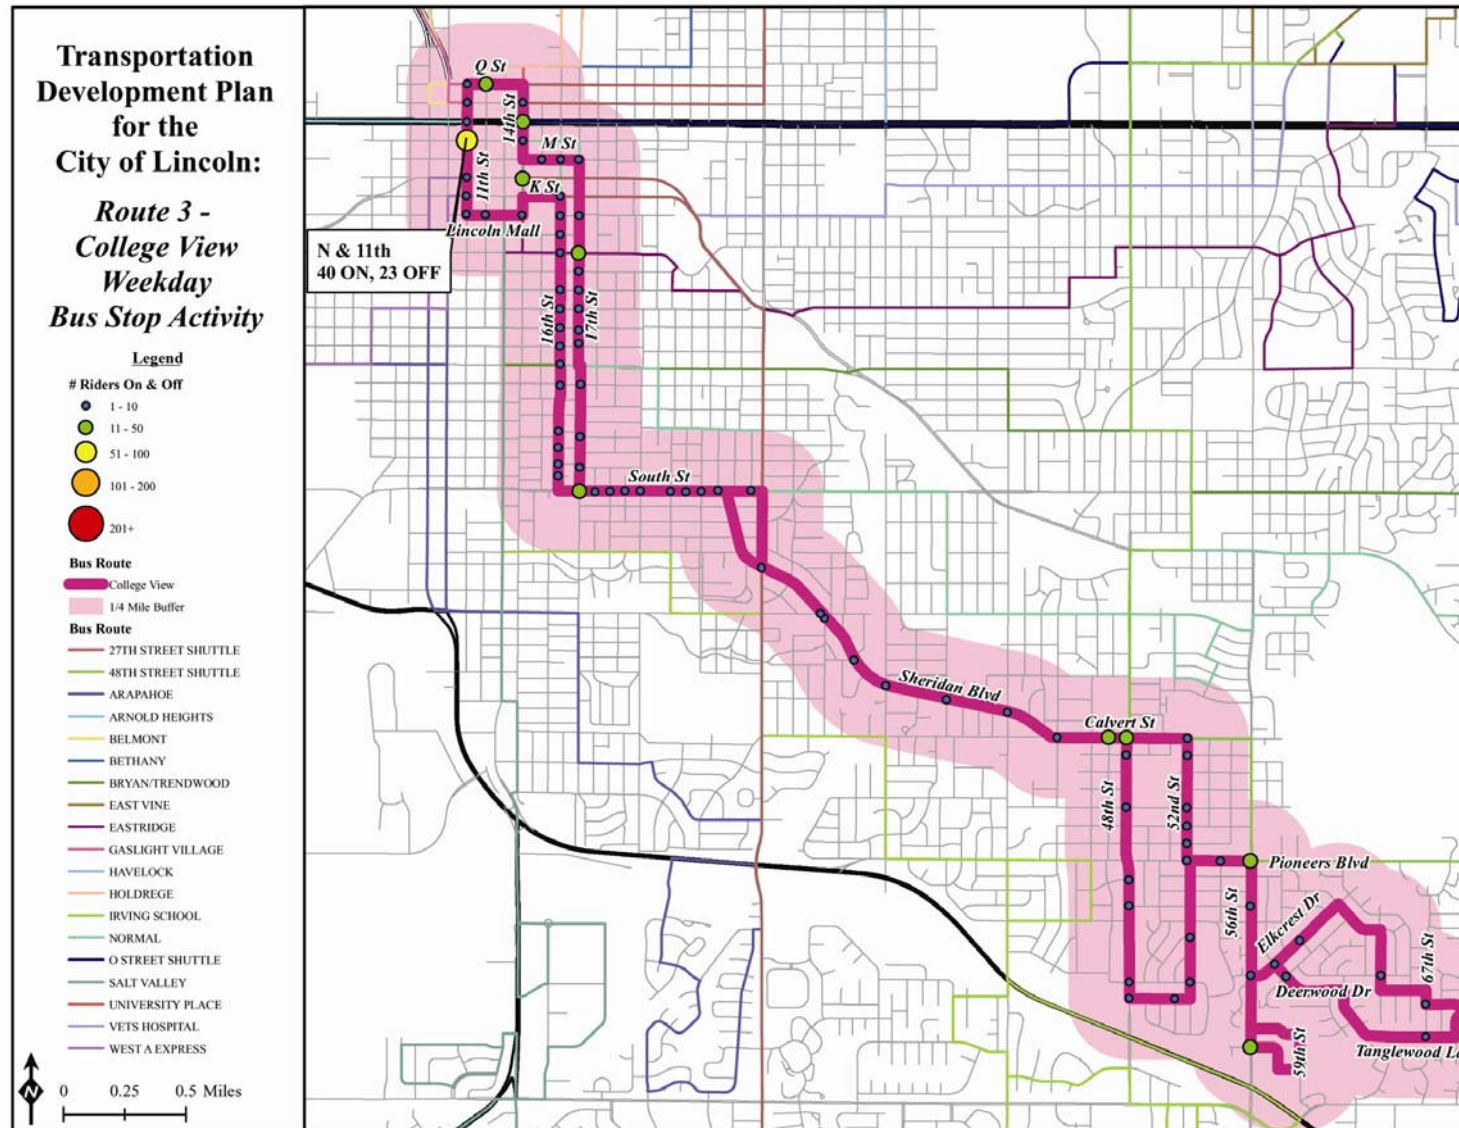 Transportation
Development Plan
for the
City of Lincoln:
Route 3 -
College View
Weekday
Bus Stop Activity
Legend
# Riders On & Off
1 - 10
11 - 50
51 - 100
101 - 200
201+
Bus Route
College View
1/4 Mile Buffer
Bus Route
27TH STREET SHUTTLE
48TH STREET SHUTTLE
ARAPAHOE
ARNOLD HEIGHTS
BELMONT
BETHANY
BRYAN/TRENDWOOD
EAST VINE
EASTRIDGE
GASLIGHT VILLAGE
HAVELOCK
HOLDREGE
IRVING SCHOOL
NORMAL
O STREET SHUTTLE
SALT VALLEY
UNIVERSITY PLACE
VETS HOSPITAL
WEST A EXPRESS
N
0 0.25 0.5 Miles
Q St
14th St
M St
11th St
K St
Lincoln Mall
N & 11th
40 ON, 23 OFF
16th St
17th St
South St
Sheridan Blvd
Calvert St
48th St
52nd St
Pioneers Blvd
56th St
Elkcrest Dr
67th St
Deerwood Dr
59th St
Tanglewood